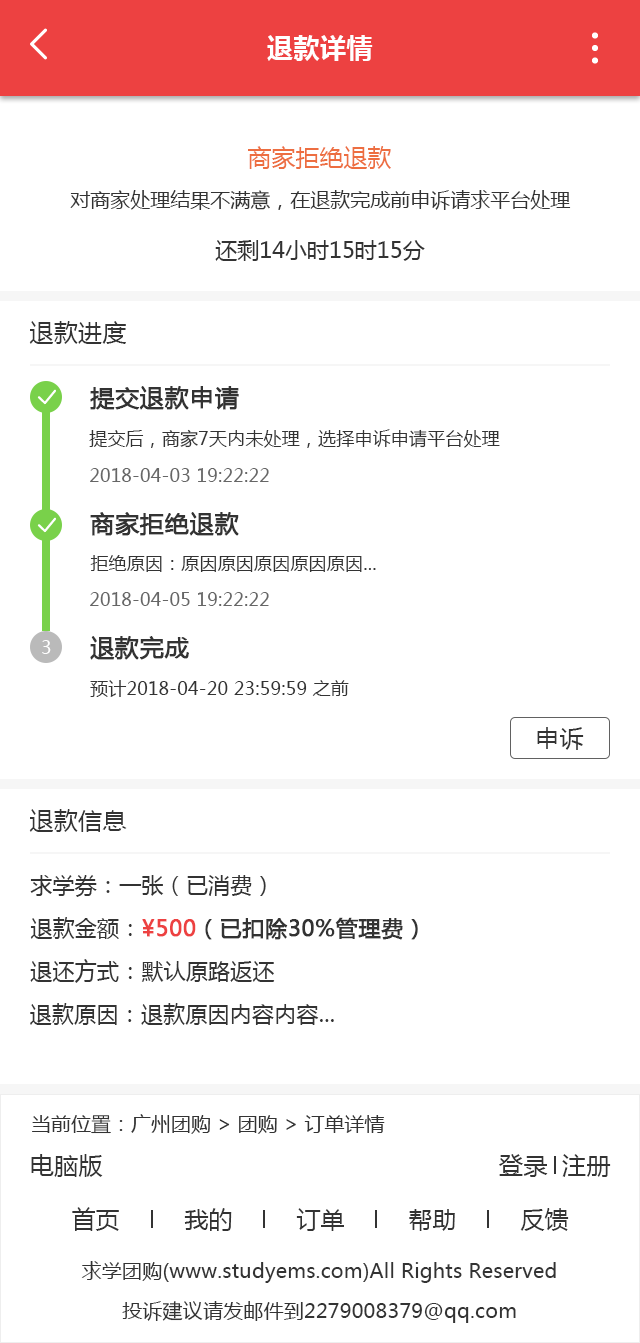 退款详情
商家拒绝退款
对商家处理结果不满意，在退款完成前申诉请求平台处理
还剩14小时15时15分
退款进度
提交退款申请
提交后，商家7天内未处理，选择申诉申请平台处理
2018-04-03 19:22:22
商家拒绝退款
拒绝原因：原因原因原因原因原因...
2018-04-05 19:22:22
3 退款完成
预计2018-04-20 23:59:59 之前
申诉
退款信息
求学券：一张（已消费）
退款金额：¥500（已扣除30%管理费）
退还方式：默认原路返还
退款原因：退款原因内容内容...
当前位置：广州团购 > 团购 > 订单详情
电脑版 登录 | 注册
首页 | 我的 | 订单 | 帮助 | 反馈
求学团购(www.studyems.com)All Rights Reserved
投诉建议请发邮件到2279008379@qq.com